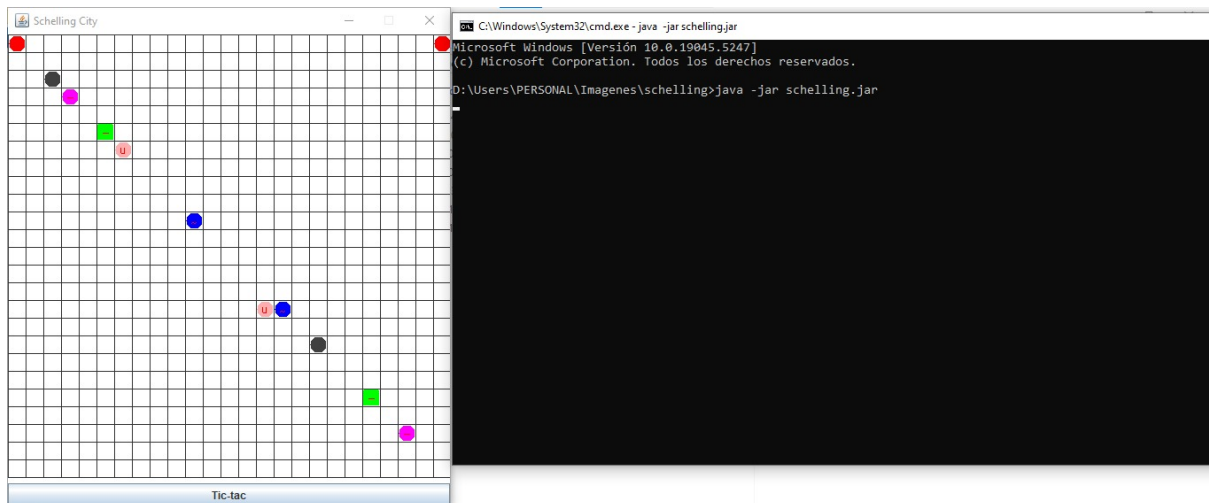 Schelling City
u
u
Tic-tac
C:\Windows\System32\cmd.exe - java -jar schelling.jar
Microsoft Windows [Versión 10.0.19045.5247]
(c) Microsoft Corporation. Todos los derechos reservados.
D:\Users\PERSONAL\Imagenes\schelling>java -jar schelling.jar